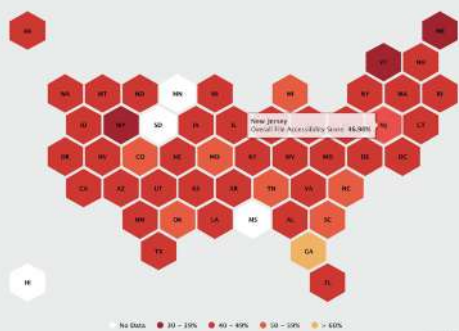 AK
ME
VT
NH
WA
MT
ND
MN
WI
MI
NY
MA
RI
ID
WY
SD
IA
IL
New Jersey
Overall File Accessibility Score: 46.98%
NJ
CT
OR
NV
CO
NE
MO
KY
WV
MD
DE
DC
CA
AZ
UT
KS
AR
TN
VA
NC
NM
OK
LA
MS
AL
SC
TX
GA
HI
FL
No Data
30 - 39%
40 - 49%
50 - 59%
> 60%